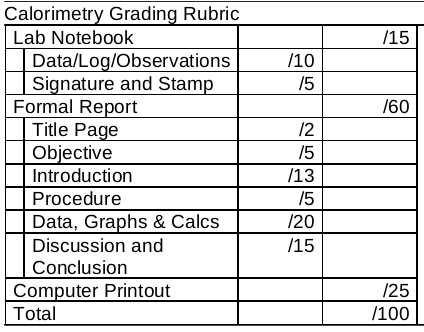 Calorimetry Grading Rubric
Lab Notebook /15
Data/Log/Observations /10
Signature and Stamp /5
Formal Report /60
Title Page /2
Objective /5
Introduction /13
Procedure /5
Data, Graphs & Calcs /20
Discussion and /15
Conclusion
Computer Printout /25
Total /100